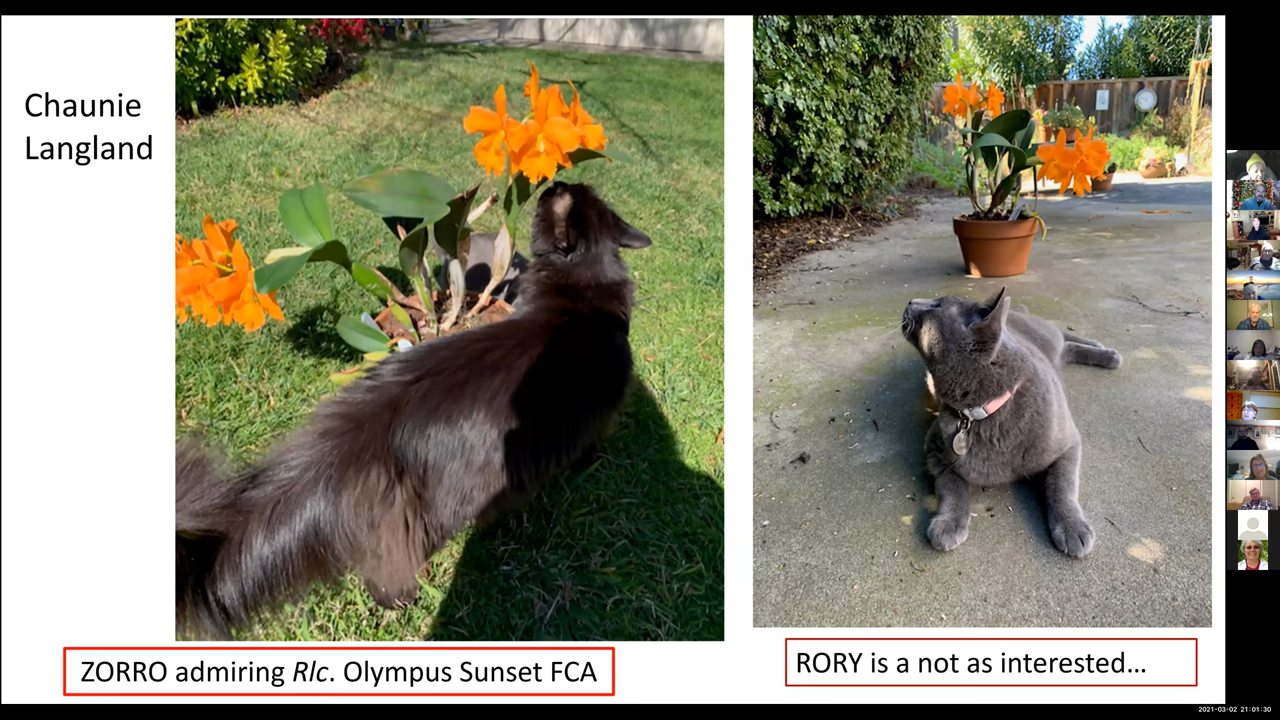 Chaunie
Langland
ZORRO admiring Rlc. Olympus Sunset FCA
RORY is a not as interested...
2021-03-02 21:01:30